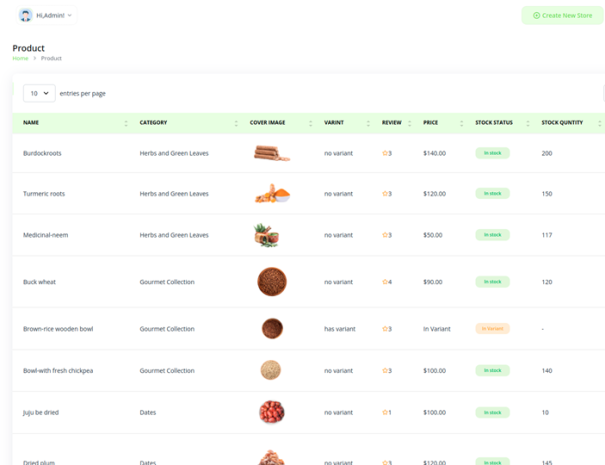 Hi,Admin!
Create New Store
Product
Home > Product
10 entries per page
NAME CATEGORY COVER IMAGE VARINT REVIEW PRICE STOCK STATUS STOCK QUNTITY
Burdockroots Herbs and Green Leaves no variant 3 $140.00 In stock 200
Turmeric roots Herbs and Green Leaves no variant 3 $120.00 In stock 150
Medicinal-neem Herbs and Green Leaves no variant 3 $50.00 In stock 117
Buck wheat Gourmet Collection no variant 4 $90.00 In stock 120
Brown-rice wooden bowl Gourmet Collection has variant 3 In Variant In Variant -
Bowl-with fresh chickpea Gourmet Collection no variant 3 $100.00 In stock 140
Juju be dried Dates no variant 1 $100.00 In stock 10
Dried plum Dates no variant 3 $120.00 In stock 145